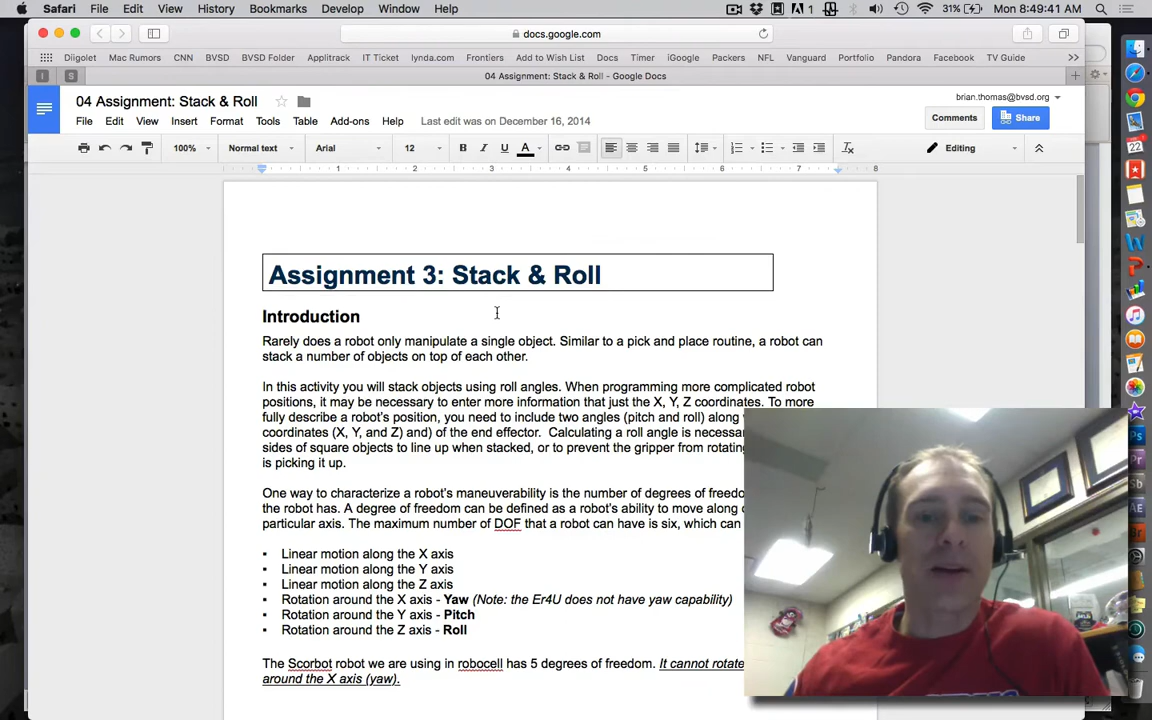 Safari File Edit View History Bookmarks Develop Window Help 1 31% Mon 8:49:41 AM
docs.google.com
Diigolet Mac Rumors CNN BVSD BVSD Folder Applitrack IT Ticket lynda.com Frontiers Add to Wish List Docs Timer iGoogle Packers NFL Vanguard Portfolio Pandora Facebook TV Guide >>
04 Assignment: Stack & Roll - Google Docs
04 Assignment: Stack & Roll
brian.thomas@bvsd.org
File Edit View Insert Format Tools Table Add-ons Help Last edit was on December 16, 2014
Comments Share
100% Normal text Arial 12 B I U A Editing
1 2 3 4 5 6 7 8
Assignment 3: Stack & Roll
Introduction
Rarely does a robot only manipulate a single object. Similar to a pick and place routine, a robot can
stack a number of objects on top of each other.
In this activity you will stack objects using roll angles. When programming more complicated robot
positions, it may be necessary to enter more information that just the X, Y, Z coordinates. To more
fully describe a robot's position, you need to include two angles (pitch and roll) along
coordinates (X, Y, and Z) and) of the end effector. Calculating a roll angle is necessar
sides of square objects to line up when stacked, or to prevent the gripper from rotating
is picking it up.
One way to characterize a robot's maneuverability is the number of degrees of freedo
the robot has. A degree of freedom can be defined as a robot's ability to move along
particular axis. The maximum number of DOF that a robot can have is six, which can
▪ Linear motion along the X axis
▪ Linear motion along the Y axis
▪ Linear motion along the Z axis
▪ Rotation around the X axis - Yaw (Note: the Er4U does not have yaw capability)
▪ Rotation around the Y axis - Pitch
▪ Rotation around the Z axis - Roll
The Scorbot robot we are using in robocell has 5 degrees of freedom. It cannot rotate
around the X axis (yaw).